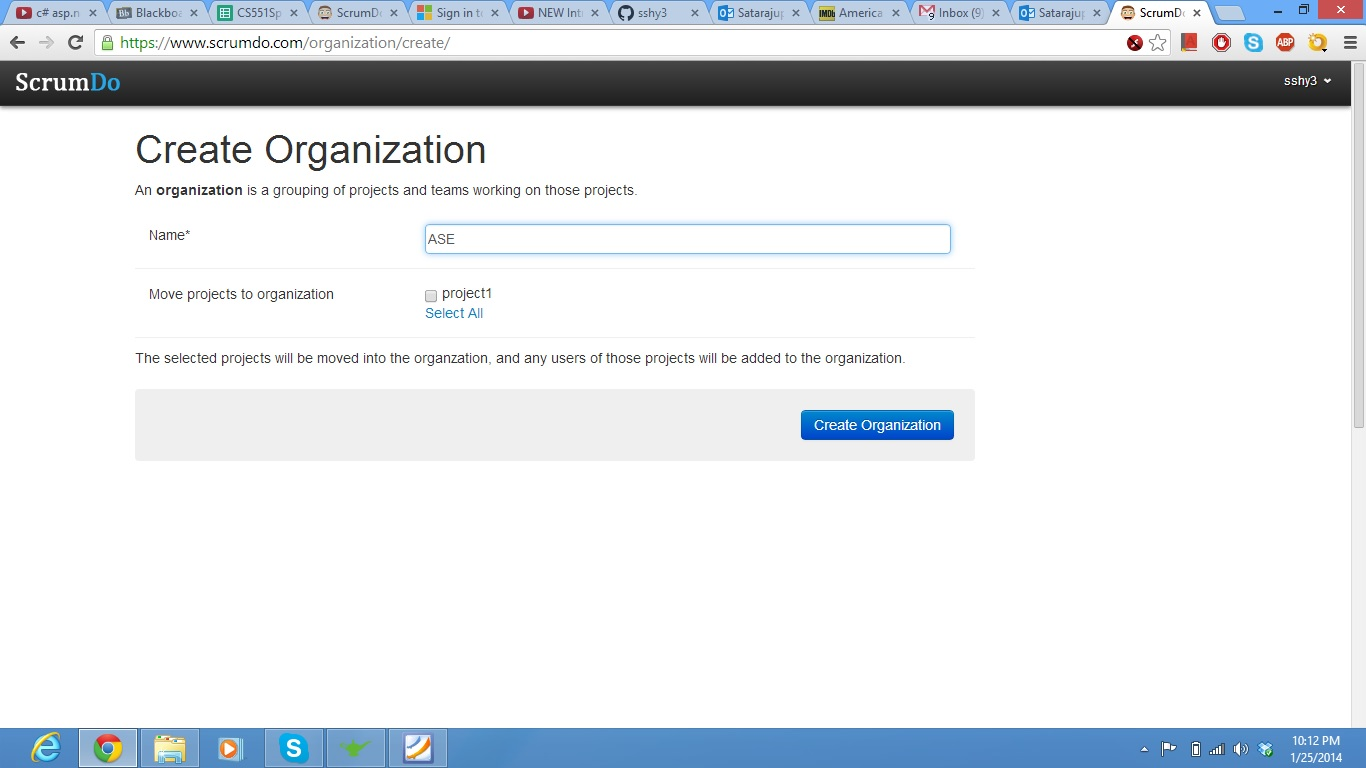 c# asp.n
Blackboa
CS551Sp
ScrumDo
Sign in to
NEW Int
sshy3
Satarajup
America
Inbox (9)
Satarajup
ScrumDo
https://www.scrumdo.com/organization/create/
ABP
ScrumDo
sshy3
Create Organization
An organization is a grouping of projects and teams working on those projects.
Name*
ASE
Move projects to organization
project1
Select All
The selected projects will be moved into the organzation, and any users of those projects will be added to the organization.
Create Organization
10:12 PM
1/25/2014